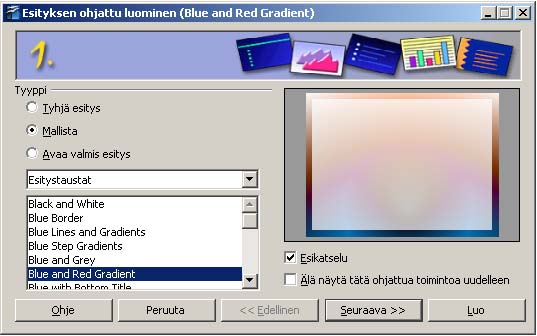 Esityksen ohjattu luominen (Blue and Red Gradient)
1.
Tyyppi
Tyhjä esitys
Mallista
Avaa valmis esitys
Esitystaustat
Black and White
Blue Border
Blue Lines and Gradients
Blue Step Gradients
Blue and Grey
Blue and Red Gradient
Blue with Bottom Title
Esikatselu
Älä näytä tätä ohjattua toimintoa uudelleen
Ohje
Peruuta
<< Edellinen
Seuraava >>
Luo